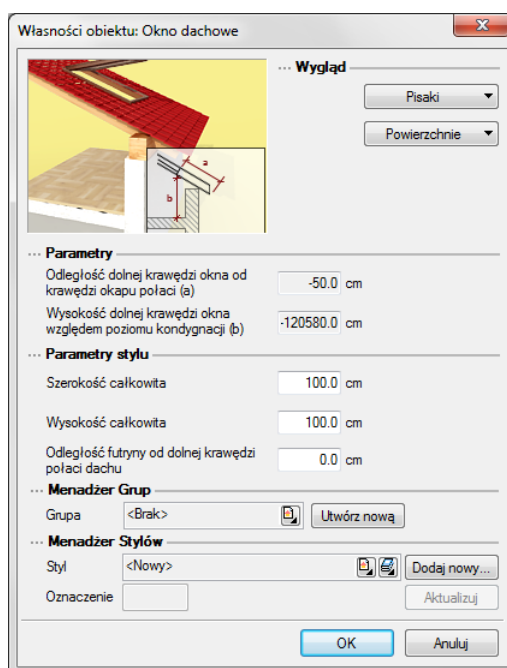 Własności obiektu: Okno dachowe
Wygląd
Pisaki
Powierzchnie
a
b
Parametry
Odległość dolnej krawędzi okna od
krawędzi okapu połaci (a)
-50.0 cm
Wysokość dolnej krawędzi okna
względem poziomu kondygnacji (b)
-120580.0 cm
Parametry stylu
Szerokość całkowita 100.0 cm
Wysokość całkowita 100.0 cm
Odległość futryny od dolnej krawędzi
połaci dachu
0.0 cm
Menadżer Grup
Grupa <Brak> Utwórz nową
Menadżer Stylów
Styl <Nowy> Dodaj nowy...
Oznaczenie Aktualizuj
OK Anuluj